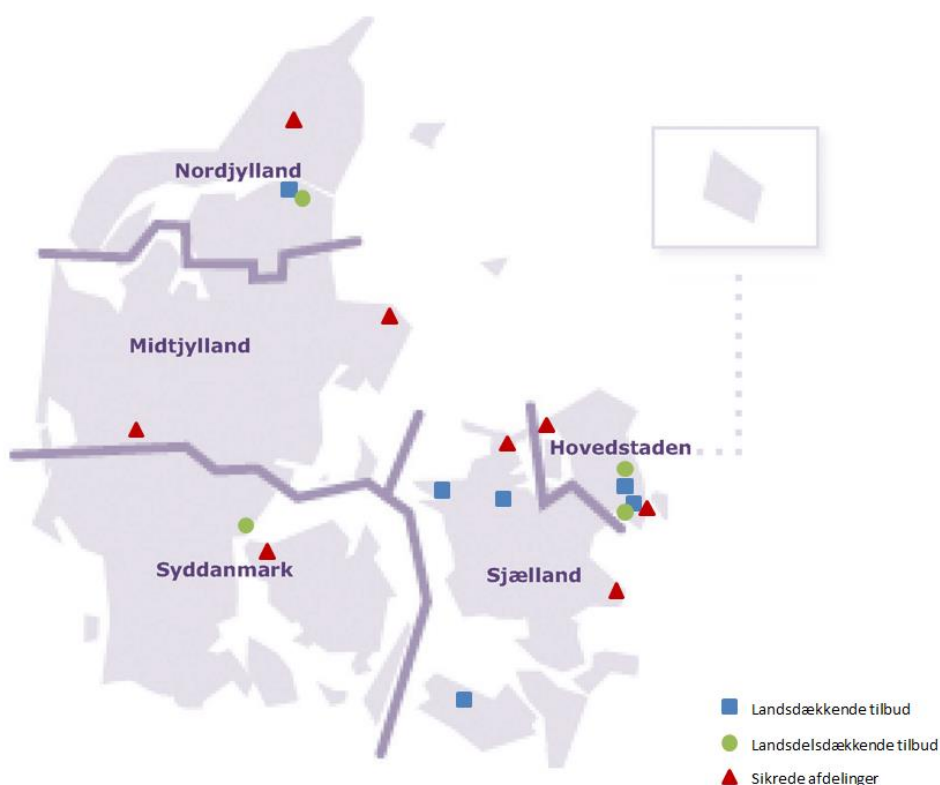 Nordjylland
Midtjylland
Hovedstaden
Syddanmark
Sjælland
Landsdækkende tilbud
Landsdelsdækkende tilbud
Sikrede afdelinger